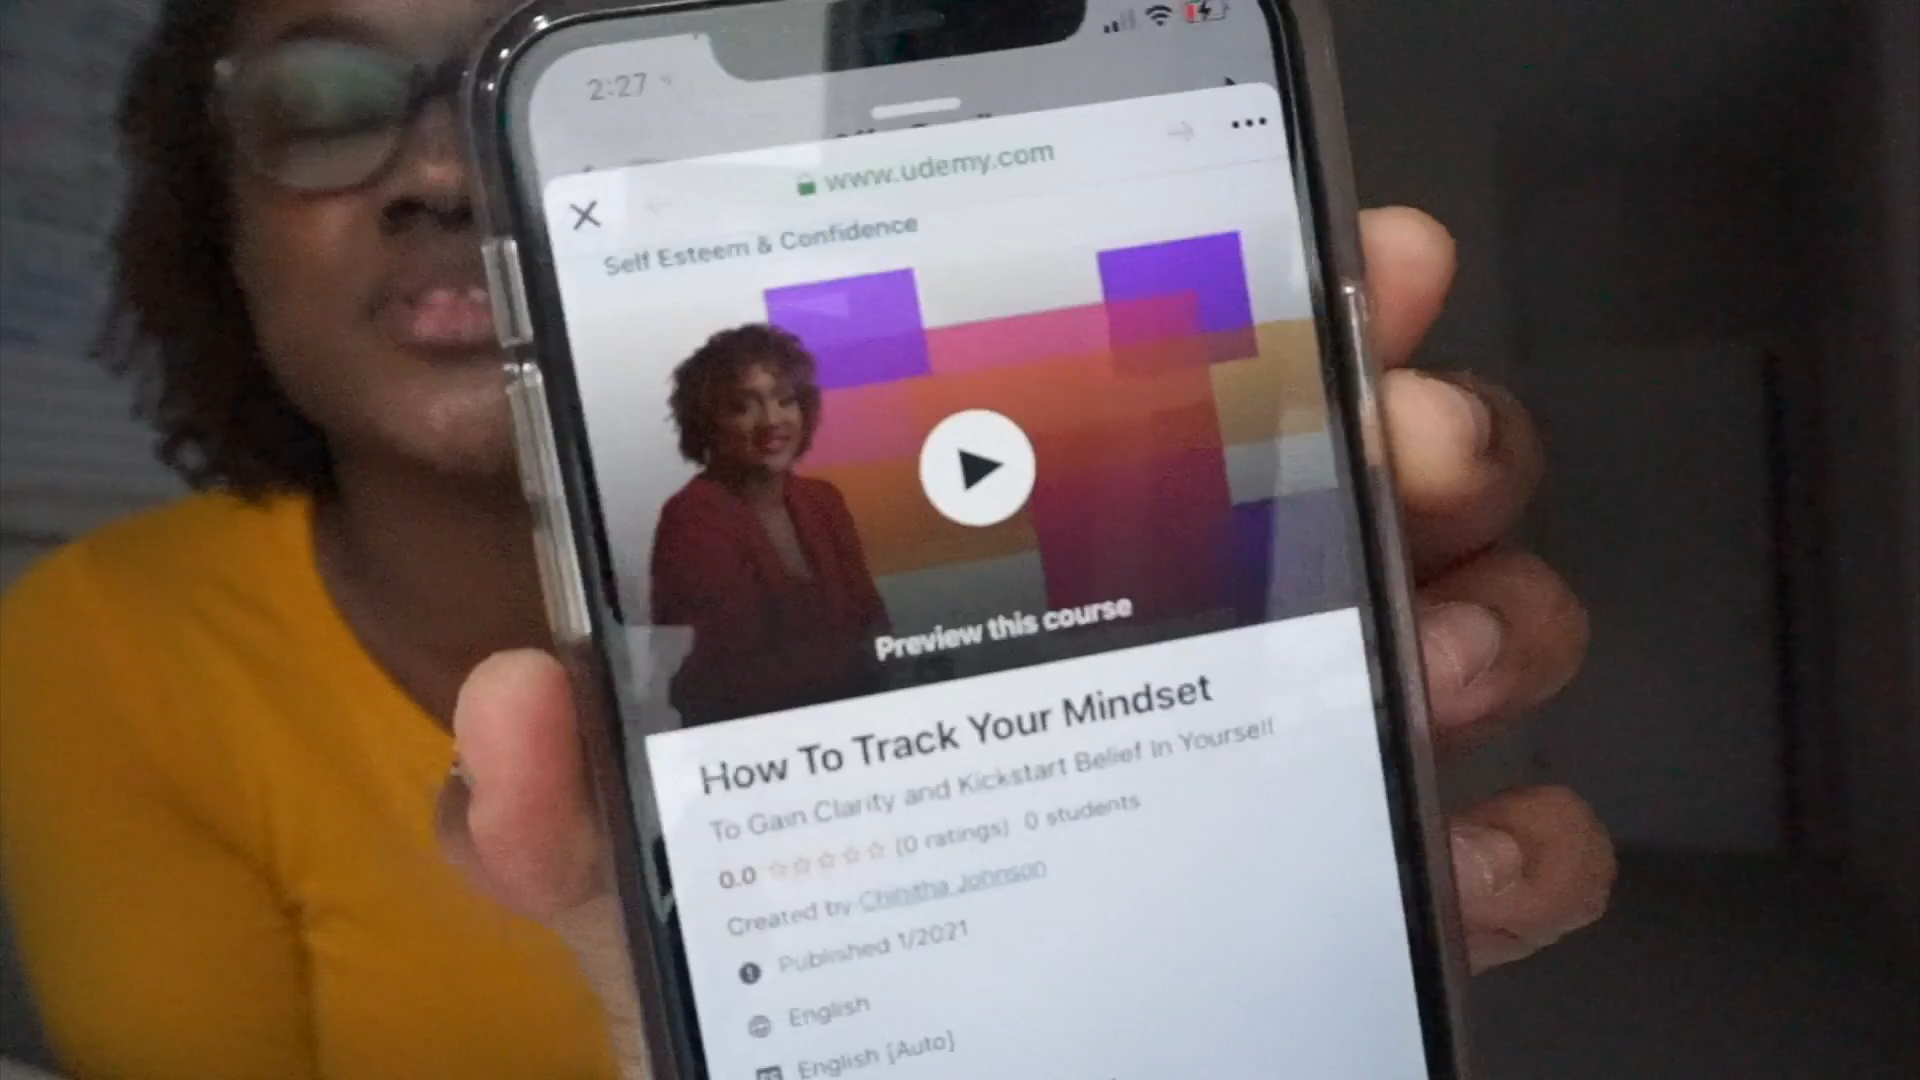 2:27
www.udemy.com
Self Esteem & Confidence
Preview this course
How To Track Your Mindset
To Gain Clarity and Kickstart Belief In Yourself
0.0 (0 ratings) 0 students
Created by Chinitha Johnson
Published 1/2021
English
English [Auto]